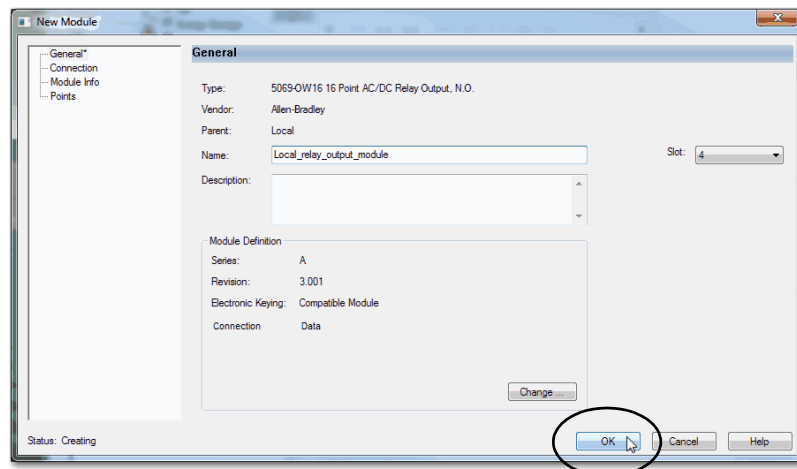 New Module
General*
Connection
Module Info
Points
General
Type: 5069-OW16 16 Point AC/DC Relay Output, N.O.
Vendor: Allen-Bradley
Parent: Local
Name: Local_relay_output_module Slot: 4
Description:
Module Definition
Series: A
Revision: 3.001
Electronic Keying: Compatible Module
Connection Data
Change ...
Status: Creating OK Cancel Help